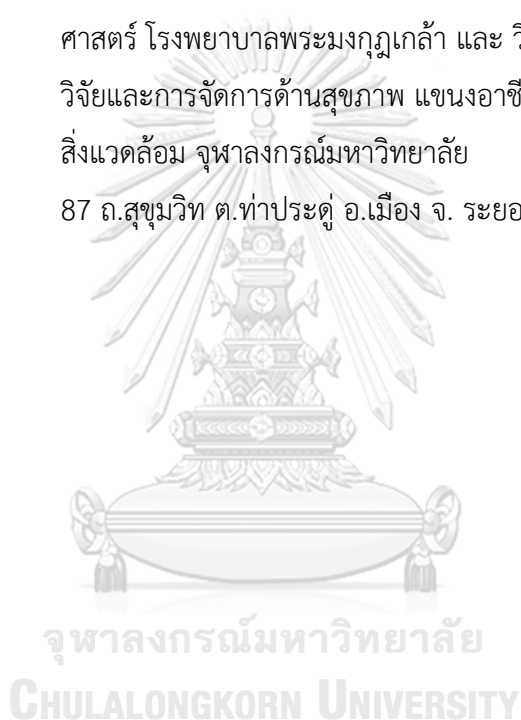 ศาสตร์ โรงพยาบาลพระมงกุฎเกล้า และ วิ
วิจัยและการจัดการด้านสุขภาพ แขนงอาชี
สิ่งแวดล้อม จุฬาลงกรณ์มหาวิทยาลัย
87 ถ.สุขุมวิท ต.ท่าประดู่ อ.เมือง จ. ระยอ
จุฬาลงกรณ์มหาวิทยาลัย
CHULALONGKORN UNIVERSITY